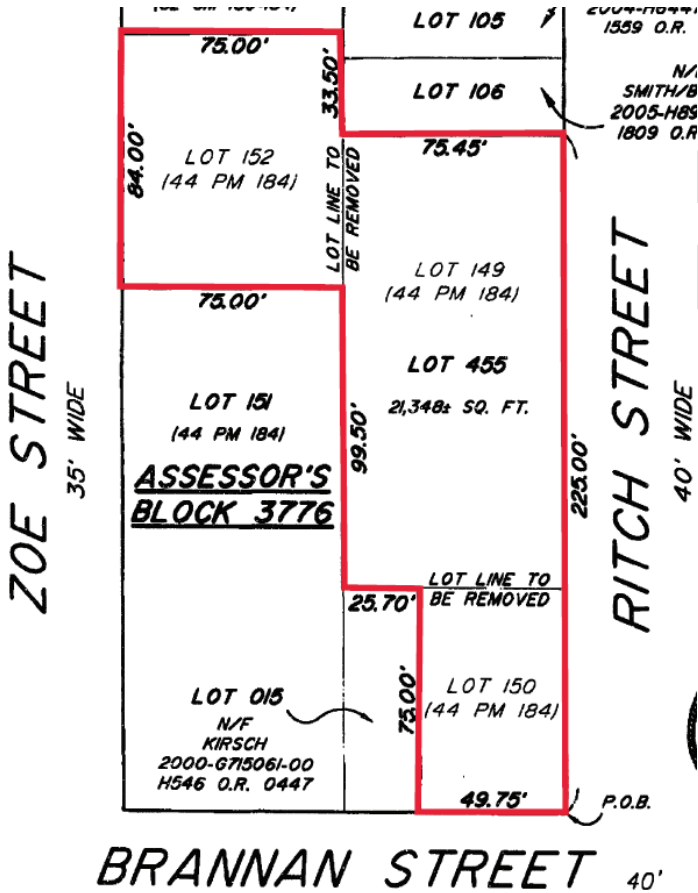 LOT 105
1559 O.R.
75.00'
33.50'
LOT 106
N/
SMITH/B
2005-H89
1809 O.R
84.00'
LOT 152
(44 PM 184)
LOT LINE TO
BE REMOVED
75.45'
LOT 149
(44 PM 184)
75.00'
LOT 455
21,348± SQ. FT.
ZOE STREET
35' WIDE
LOT 151
(44 PM 184)
99.50'
ASSESSOR'S
BLOCK 3776
225.00'
RITCH STREET
40' WIDE
25.70'
LOT LINE TO
BE REMOVED
LOT 015
N/F
KIRSCH
2000-G715061-00
H546 O.R. 0447
75.00'
LOT 150
(44 PM 184)
49.75'
P.O.B.
BRANNAN STREET
40'